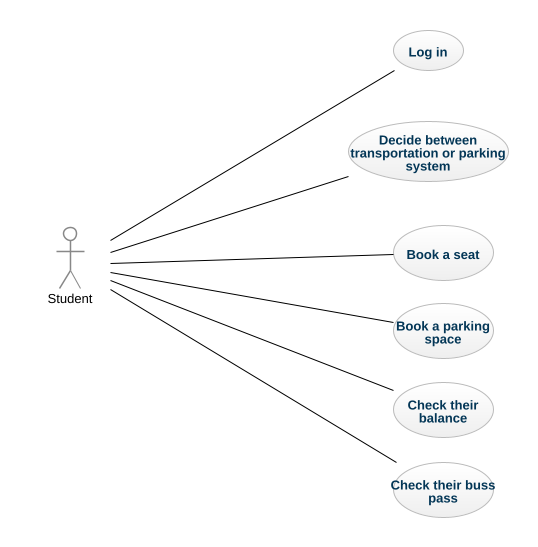 Log in
Decide between
transportation or parking
system
Book a seat
Student
Book a parking
space
Check their
balance
Check their buss
pass